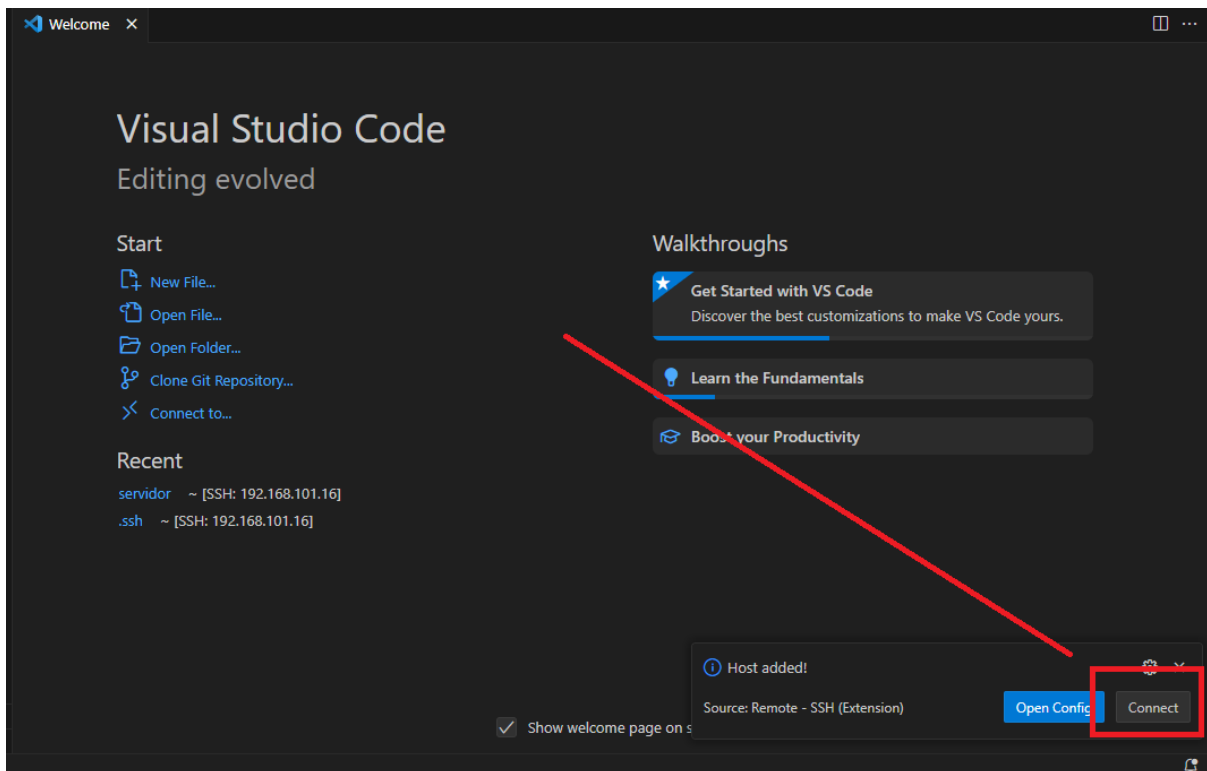 Welcome
Visual Studio Code
Editing evolved
Start
New File...
Open File...
Open Folder...
Clone Git Repository...
Connect to...
Recent
servidor ~ [SSH: 192.168.101.16]
.ssh ~ [SSH: 192.168.101.16]
Walkthroughs
Get Started with VS Code
Discover the best customizations to make VS Code yours.
Learn the Fundamentals
Boost your Productivity
Host added!
Source: Remote - SSH (Extension)
Open Config
Connect
Show welcome page on s